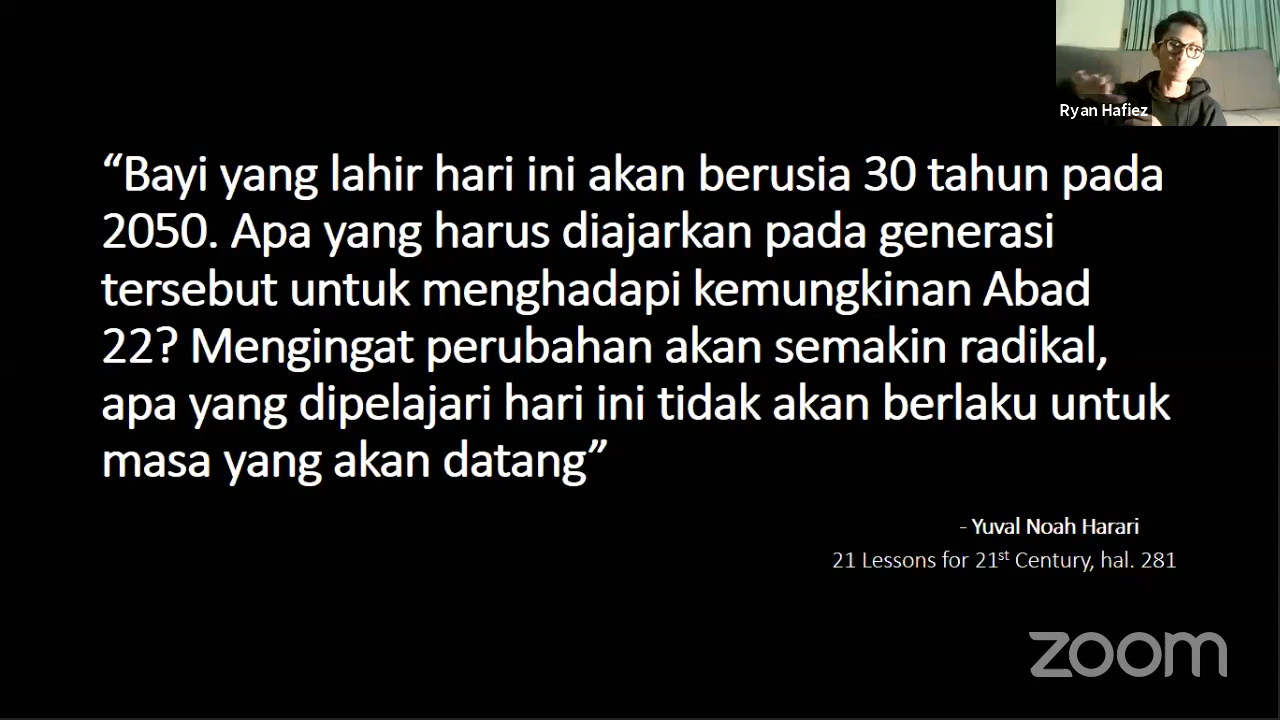 Ryan Hafiez
“Bayi yang lahir hari ini akan berusia 30 tahun pada
2050. Apa yang harus diajarkan pada generasi
tersebut untuk menghadapi kemungkinan Abad
22? Mengingat perubahan akan semakin radikal,
apa yang dipelajari hari ini tidak akan berlaku untuk
masa yang akan datang”
- Yuval Noah Harari
21 Lessons for 21st Century, hal. 281
zoom